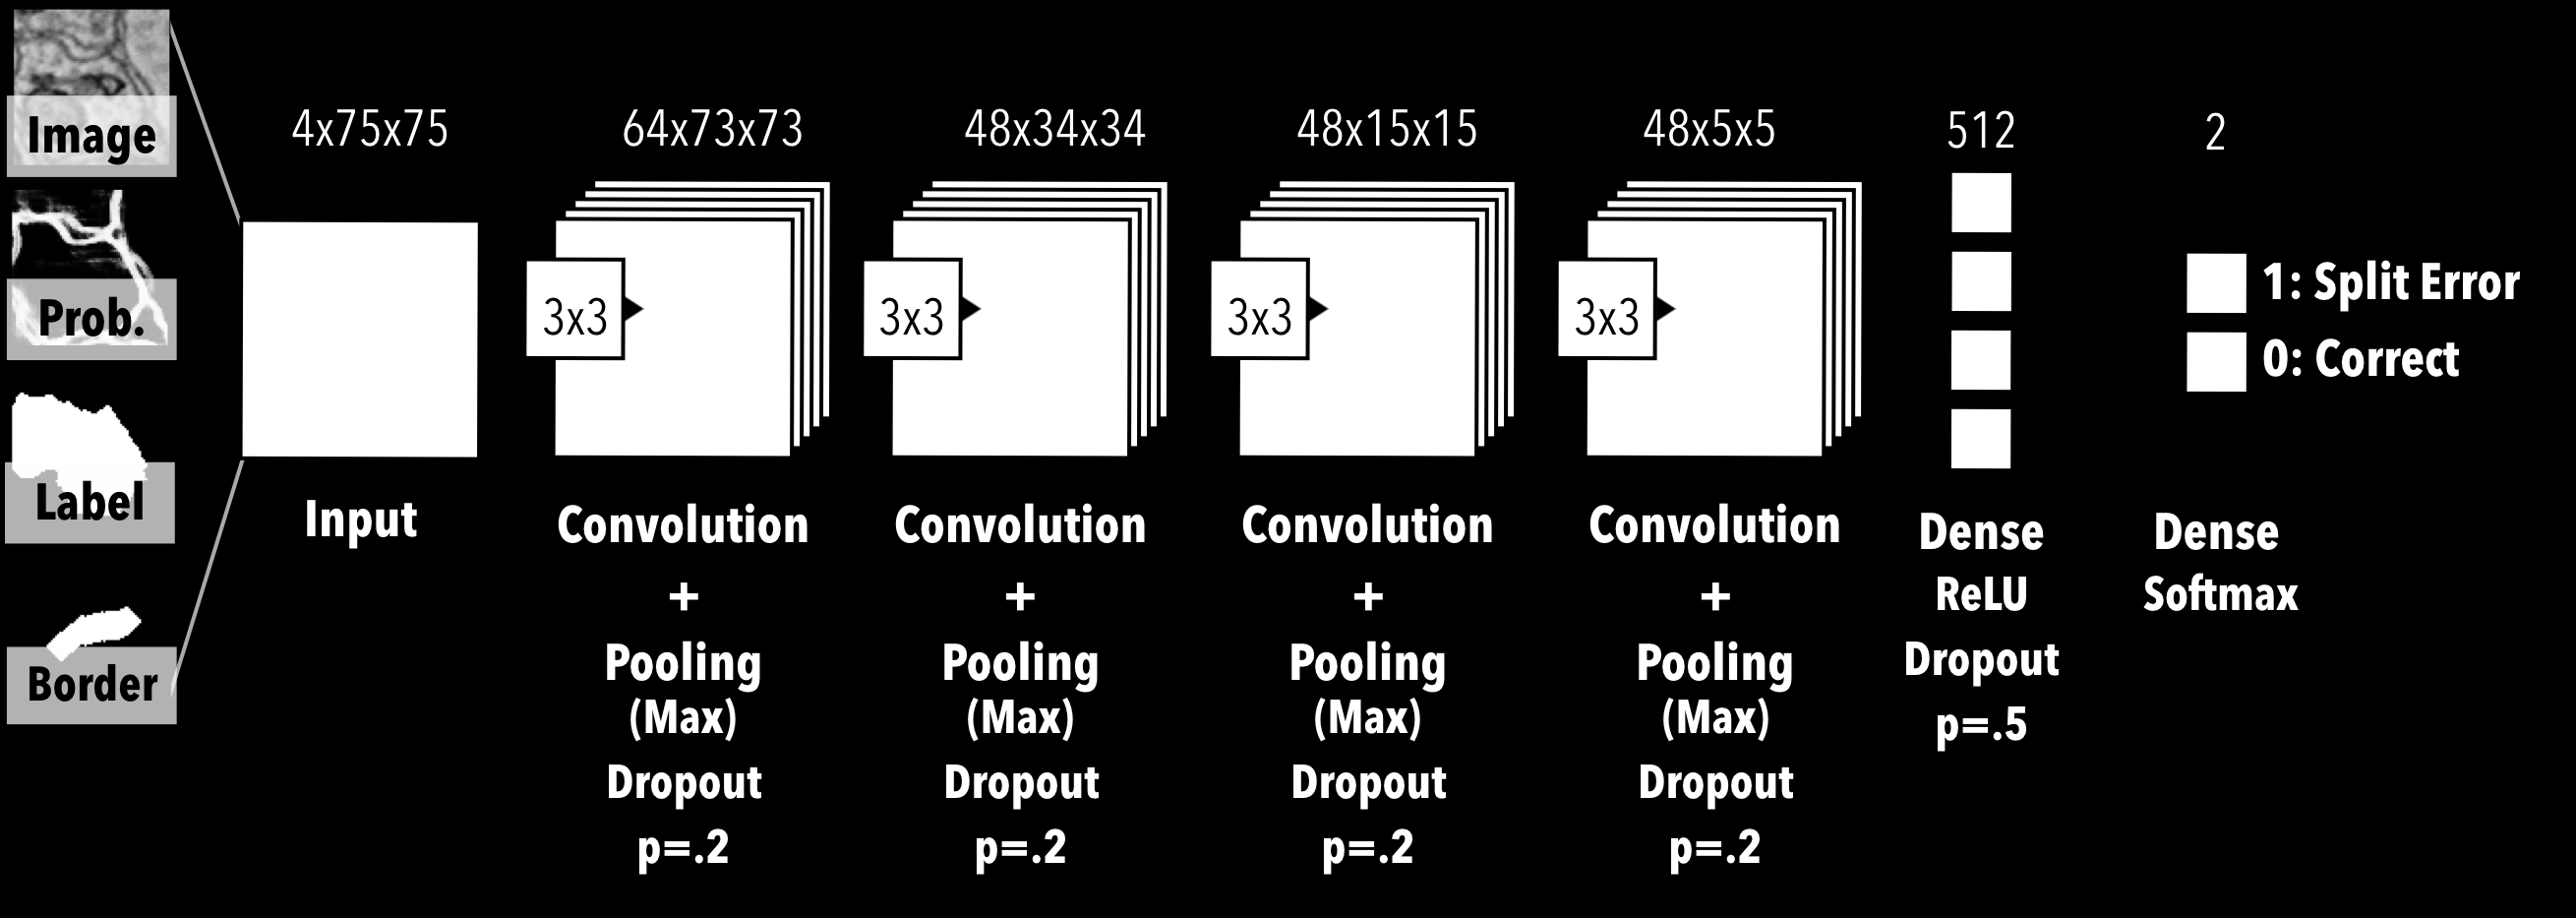 Image
Prob.
Label
Border
4x75x75
Input
64x73x73
3x3
Convolution
+
Pooling
(Max)
Dropout
p=.2
48x34x34
3x3
Convolution
+
Pooling
(Max)
Dropout
p=.2
48x15x15
3x3
Convolution
+
Pooling
(Max)
Dropout
p=.2
48x5x5
3x3
Convolution
+
Pooling
(Max)
Dropout
p=.2
512
Dense
ReLU
Dropout
p=.5
2
1: Split Error
0: Correct
Dense
Softmax